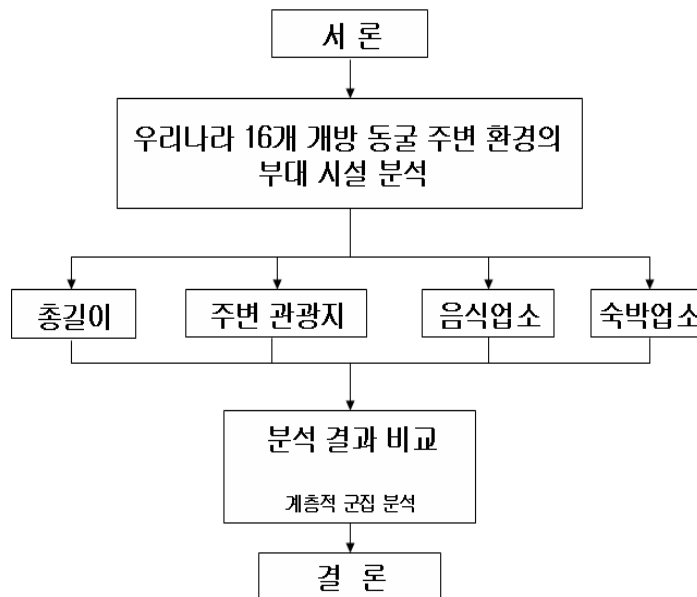 서 론
우리나라 16개 개방 동굴 주변 환경의
부대 시설 분석
총길이
주변 관광지
음식업소
숙박업소
분석 결과 비교
계층적 군집 분석
결 론